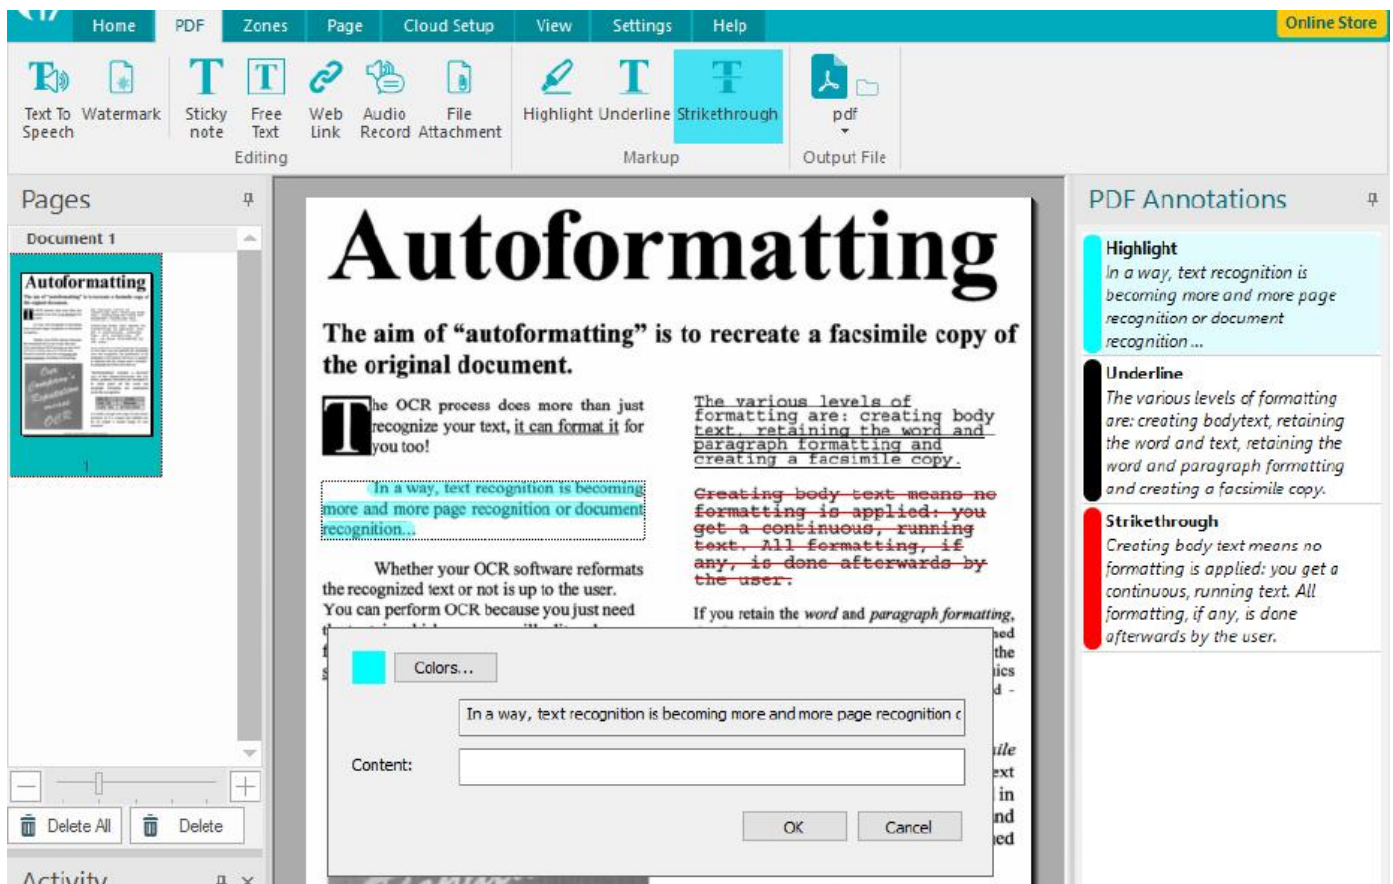 Home PDF Zones Page Cloud Setup View Settings Help Online Store
Text To Speech
Watermark
Sticky note
Free Text
Web Link
Audio Record
File Attachment
Highlight
Underline
Strikethrough
pdf
Editing
Markup
Output File
Pages
Document 1
Autoformatting
1
Delete All
Delete
Activity
Autoformatting
The aim of “autoformatting” is to recreate a facsimile copy of
the original document.
The OCR process does more than just
recognize your text, it can format it for
you too!
In a way, text recognition is becoming
more and more page recognition or document
recognition...
Whether your OCR software reformats
the recognized text or not is up to the user.
You can perform OCR because you just need
The various levels of
formatting are: creating body
text, retaining the word and
paragraph formatting and
creating a facsimile copy.
Creating body text means no
formatting is applied: you
get a continuous, running
text. All formatting, if
any, is done afterwards by
the user.
If you retain the word and paragraph formatting,
the
in
Colors...
In a way, text recognition is becoming more and more page recognition
Content:
OK
Cancel
PDF Annotations
Highlight
In a way, text recognition is
becoming more and more page
recognition or document
recognition ...
Underline
The various levels of formatting
are: creating bodytext, retaining
the word and text, retaining the
word and paragraph formatting
and creating a facsimile copy.
Strikethrough
Creating body text means no
formatting is applied: you get a
continuous, running text. All
formatting, if any, is done
afterwards by the user.